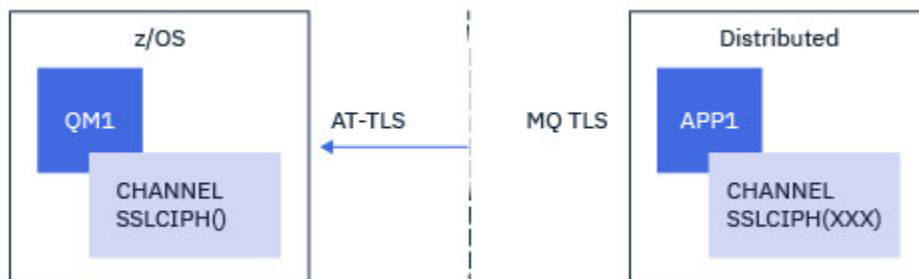 z/OS
QM1
CHANNEL
SSLCIPH()
AT-TLS
MQ TLS
Distributed
APP1
CHANNEL
SSLCIPH(XXX)